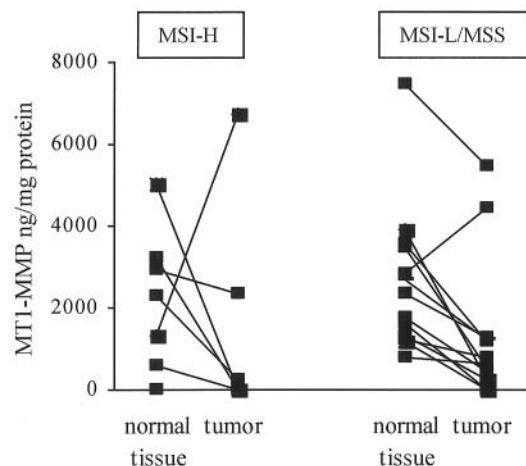 MSI-H
MSI-L/MSS
MT1-MMP ng/mg protein
8000
6000
4000
2000
0
normal tumor
tissue
normal tumor
tissue